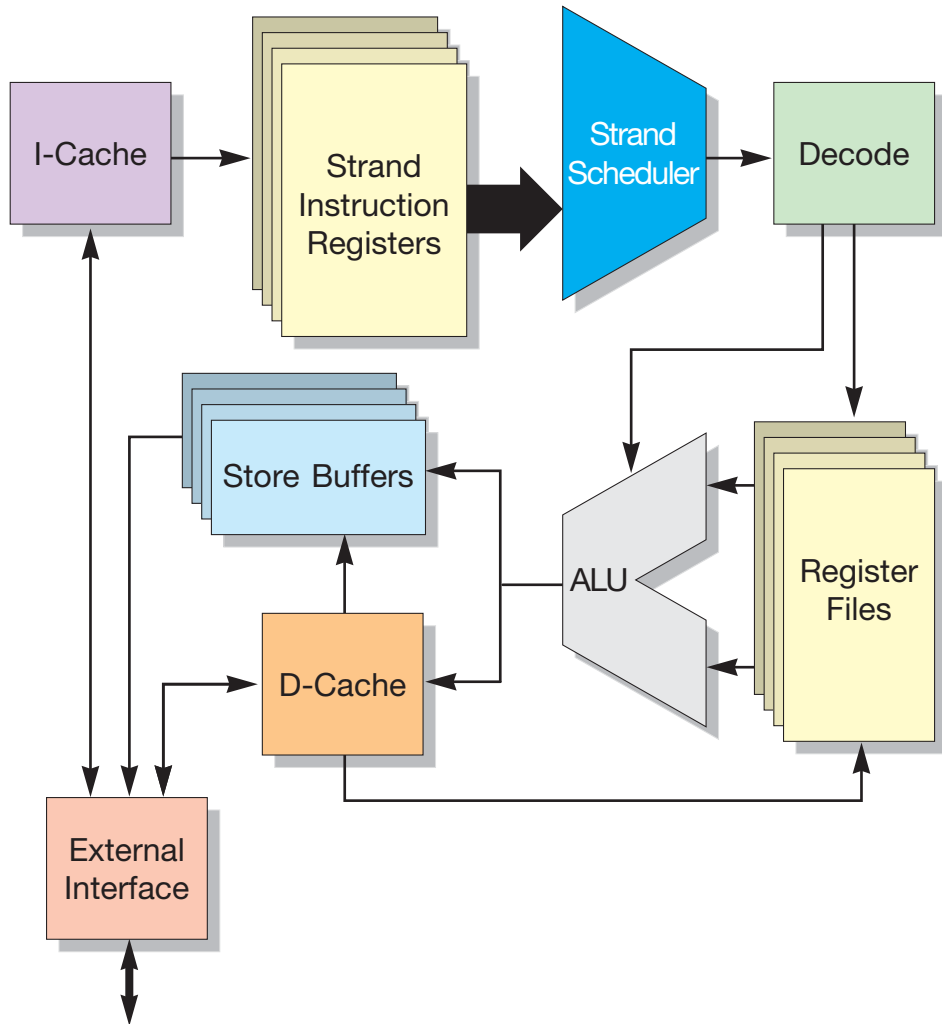 I-Cache
Strand
Instruction
Registers
Strand
Scheduler
Decode
Store Buffers
ALU
Register
Files
D-Cache
External
Interface